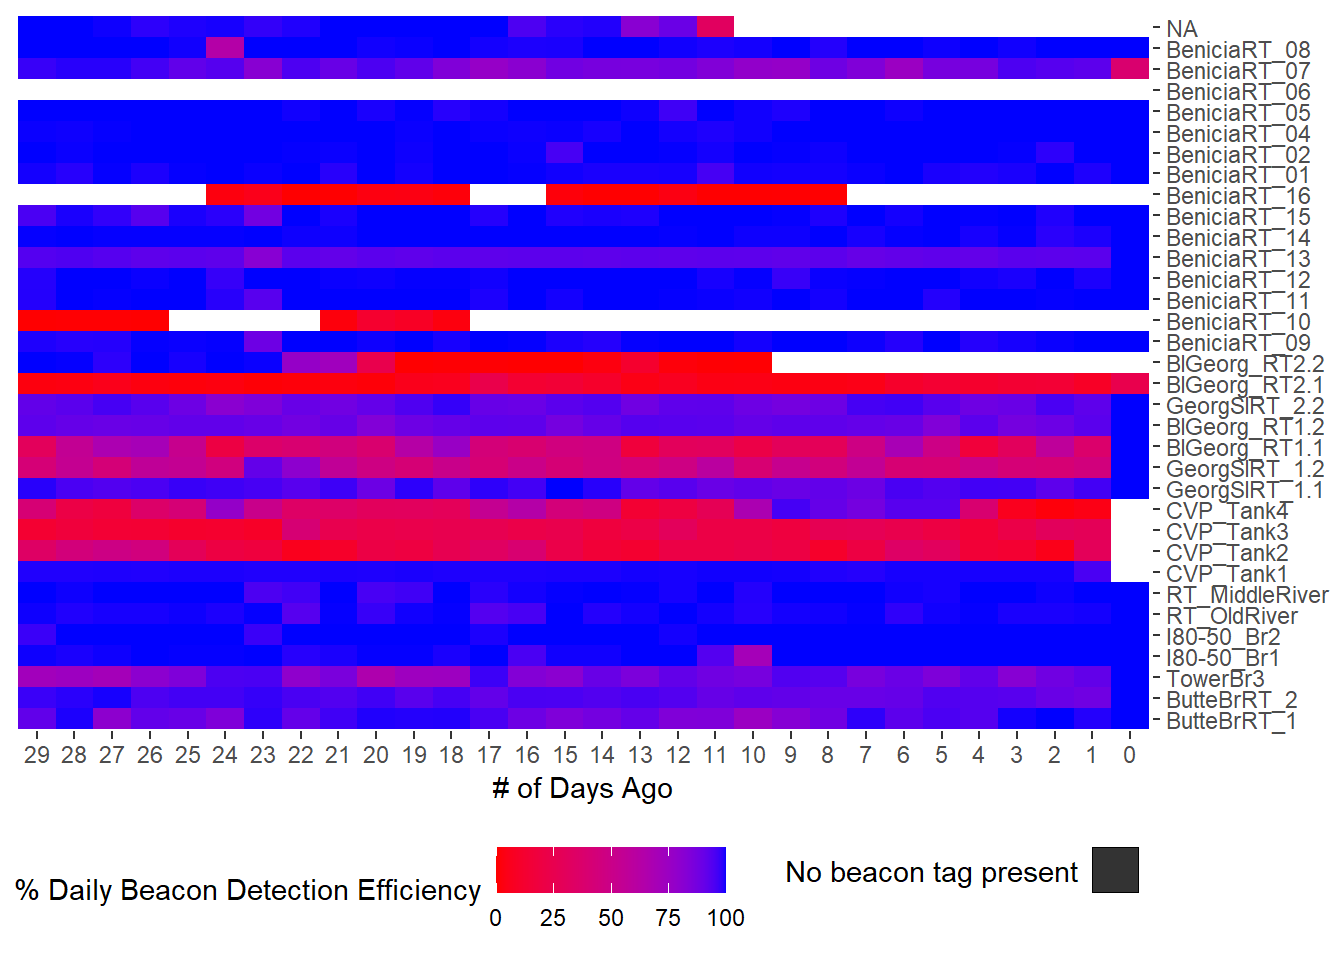 NA
BeniciaRT_08
BeniciaRT_07
BeniciaRT_06
BeniciaRT_05
BeniciaRT_04
BeniciaRT_02
BeniciaRT_01
BeniciaRT_16
BeniciaRT_15
BeniciaRT_14
BeniciaRT_13
BeniciaRT_12
BeniciaRT_11
BeniciaRT_10
BeniciaRT_09
BlGeorg_RT2.2
BlGeorg_RT2.1
GeorgSlRT_2.2
BlGeorg_RT1.2
BlGeorg_RT1.1
GeorgSlRT_1.2
GeorgSlRT_1.1
CVP_Tank4
CVP_Tank3
CVP_Tank2
CVP_Tank1
RT_MiddleRiver
RT_OldRiver
I80-50_Br2
I80-50_Br1
TowerBr3
ButteBrRT_2
ButteBrRT_1
29 28 27 26 25 24 23 22 21 20 19 18 17 16 15 14 13 12 11 10 9 8 7 6 5 4 3 2 1 0
# of Days Ago
% Daily Beacon Detection Efficiency
0 25 50 75 100
No beacon tag present